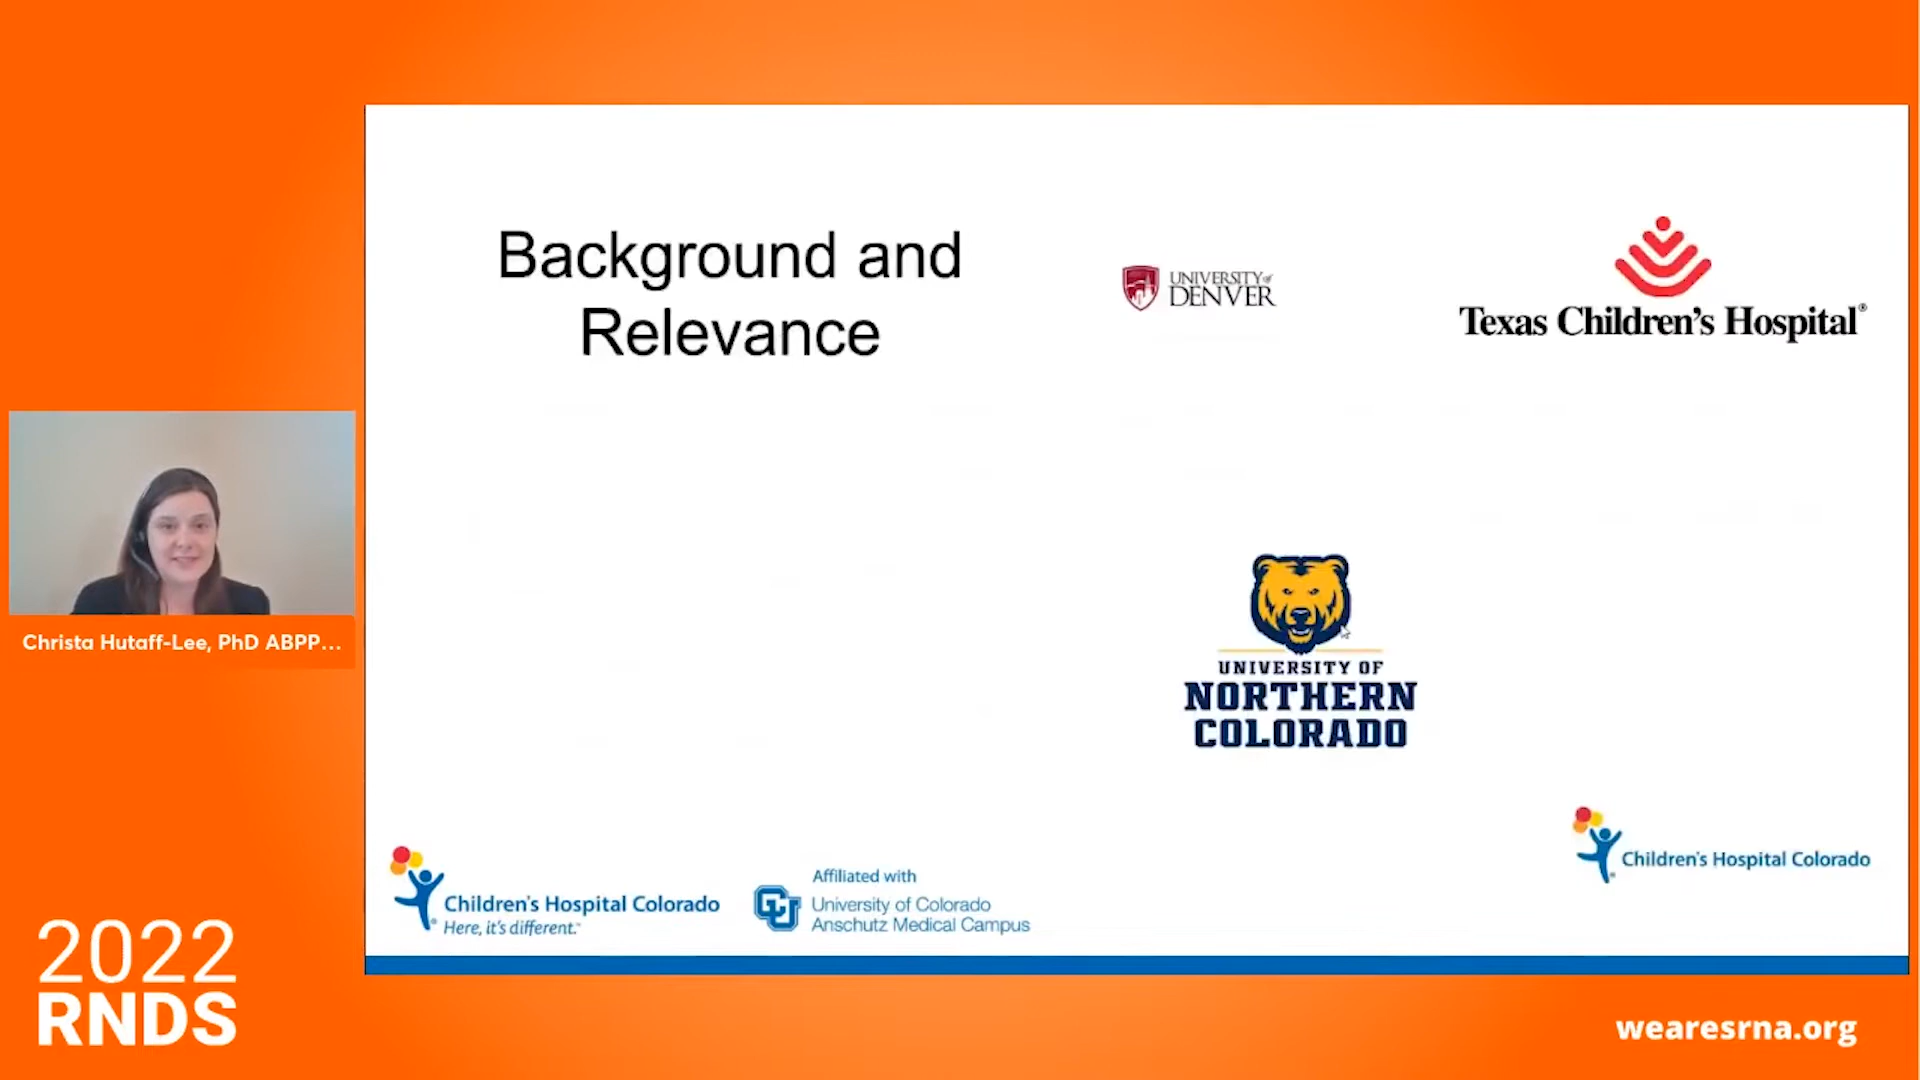 Background and
Relevance
UNIVERSITY of
DENVER
Texas Children's Hospital®
UNIVERSITY OF
NORTHERN
COLORADO
Children's Hospital Colorado
Children's Hospital Colorado
Here, it's different.™
Affiliated with
University of Colorado
Anschutz Medical Campus
Christa Hutaff-Lee, PhD ABPP...
2022
RNDS
wearesrna.org